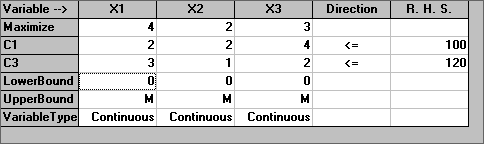 Variable --> X1 X2 X3 Direction R. H. S.
Maximize 4 2 3
C1 2 2 4 <= 100
C3 3 1 2 <= 120
LowerBound 0 0 0
UpperBound M M M
VariableType Continuous Continuous Continuous